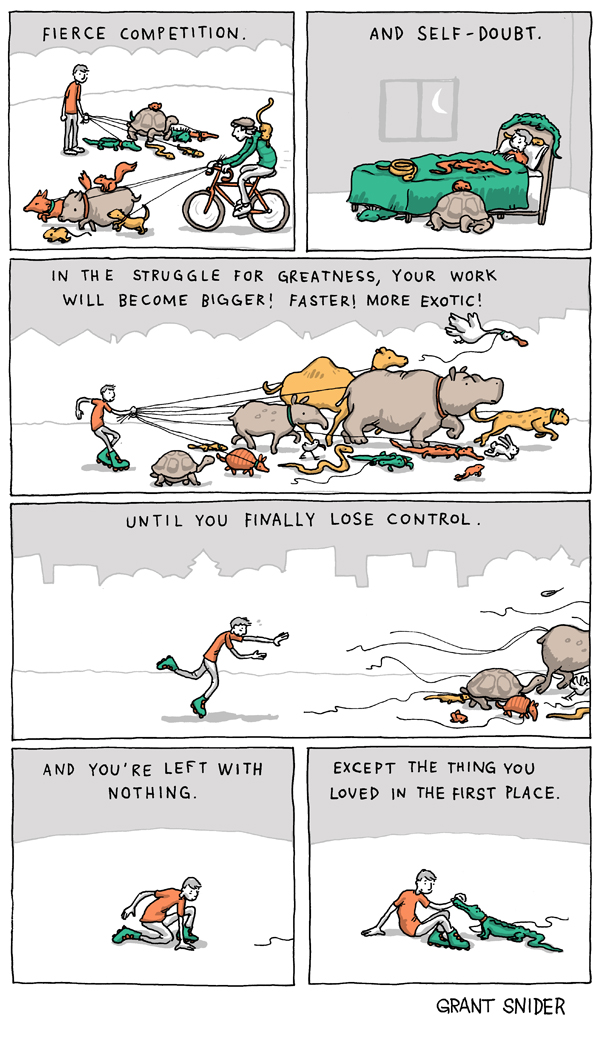 FIERCE COMPETITION.
AND SELF-DOUBT.
IN THE STRUGGLE FOR GREATNESS, YOUR WORK
WILL BECOME BIGGER! FASTER! MORE EXOTIC!
UNTIL YOU FINALLY LOSE CONTROL.
AND YOU'RE LEFT WITH
NOTHING.
EXCEPT THE THING YOU
LOVED IN THE FIRST PLACE.
GRANT SNIDER